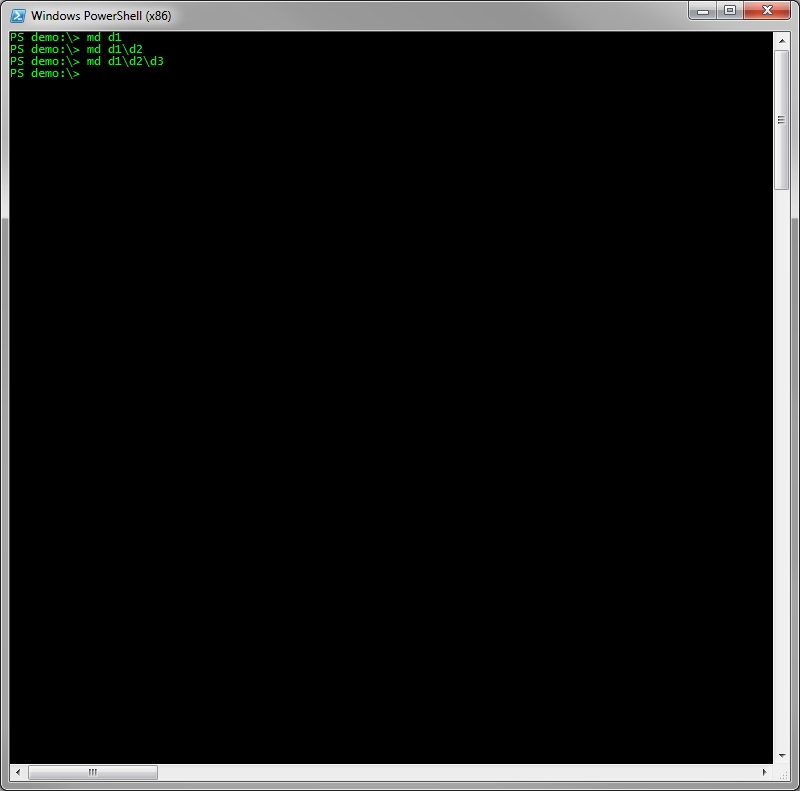 Windows PowerShell (x86)
PS demo:\> md d1
PS demo:\> md d1\d2
PS demo:\> md d1\d2\d3
PS demo:\>